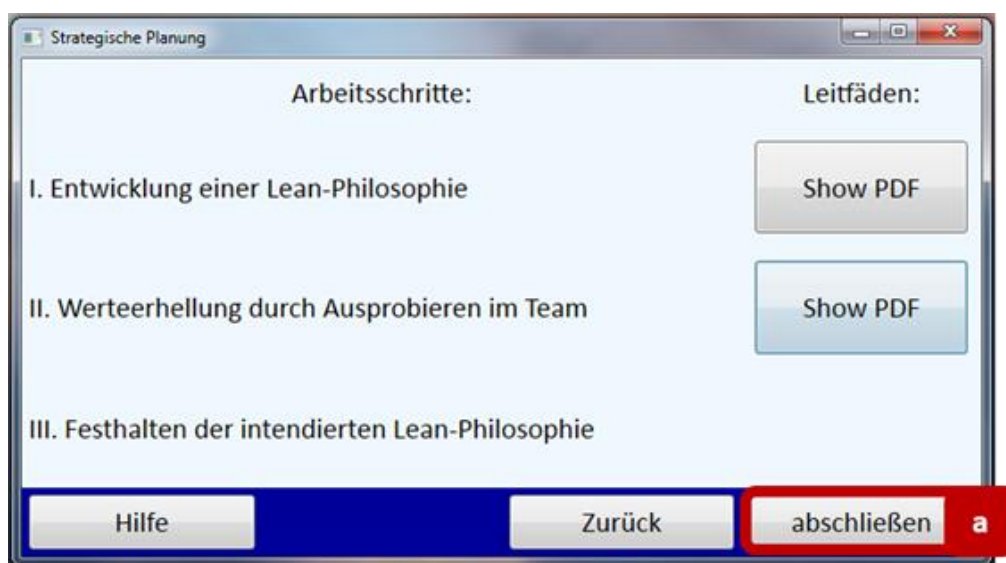 Strategische Planung
Arbeitsschritte: Leitfäden:
I. Entwicklung einer Lean-Philosophie Show PDF
II. Werteerhellung durch Ausprobieren im Team Show PDF
III. Festhalten der intendierten Lean-Philosophie
Hilfe Zurück abschließen a